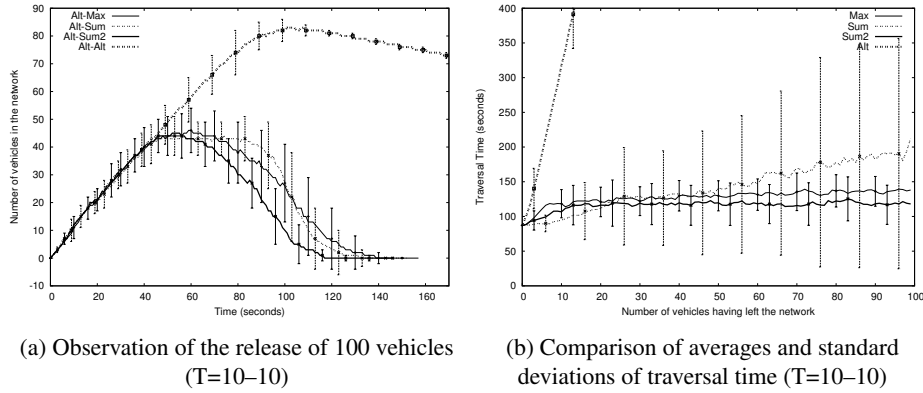 90
80
70
60
50
40
30
20
10
0
-10
Number of vehicles in the network
Alt-Max
Alt-Sum
Alt-Sum2
Alt-Alt
0 20 40 60 80 100 120 140 160
Time (seconds)
(a) Observation of the release of 100 vehicles
(T=10–10)
400
350
300
250
200
150
100
50
0
Traversal Time (seconds)
Max
Sum
Sum2
Alt
0 10 20 30 40 50 60 70 80 90 100
Number of vehicles having left the network
(b) Comparison of averages and standard
deviations of traversal time (T=10–10)